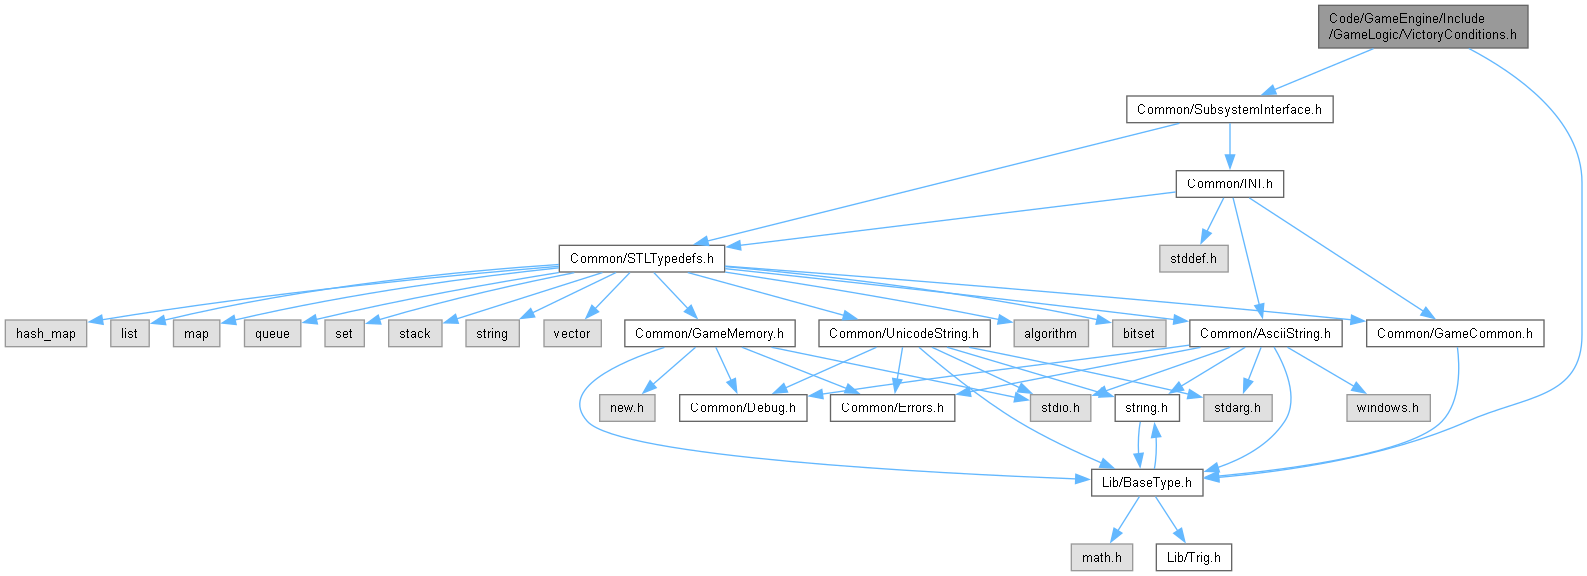 Code/GameEngine/Include
/GameLogic/VictoryConditions.h
Common/SubsystemInterface.h
Common/INI.h
Common/STLTypedefs.h
stddef.h
hash_map
list
map
queue
set
stack
string
vector
Common/GameMemory.h
Common/UnicodeString.h
algorithm
bitset
Common/AsciiString.h
Common/GameCommon.h
new.h
Common/Debug.h
Common/Errors.h
stdio.h
string.h
stdarg.h
windows.h
Lib/BaseType.h
math.h
Lib/Trig.h